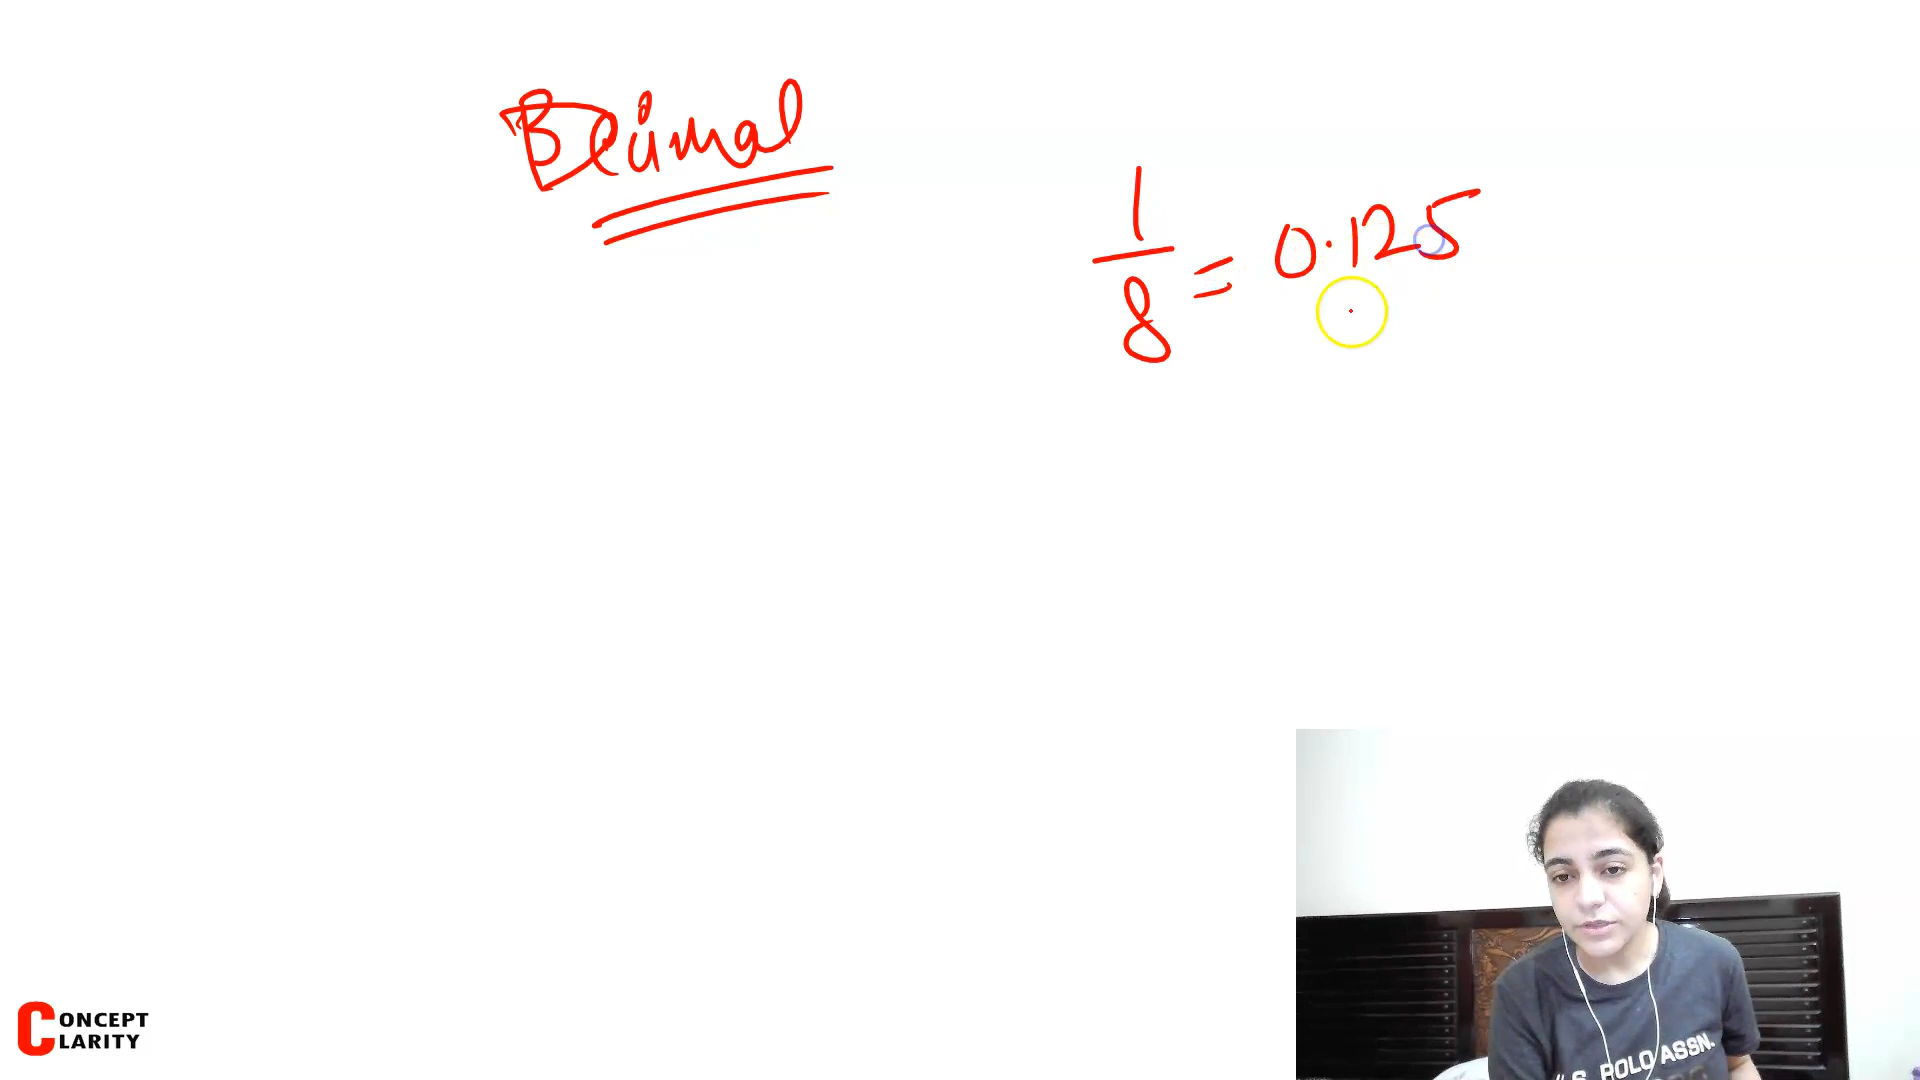 Decimal
1/8 = 0.125
CONCEPT
CLARITY
U.S. POLO ASSN.